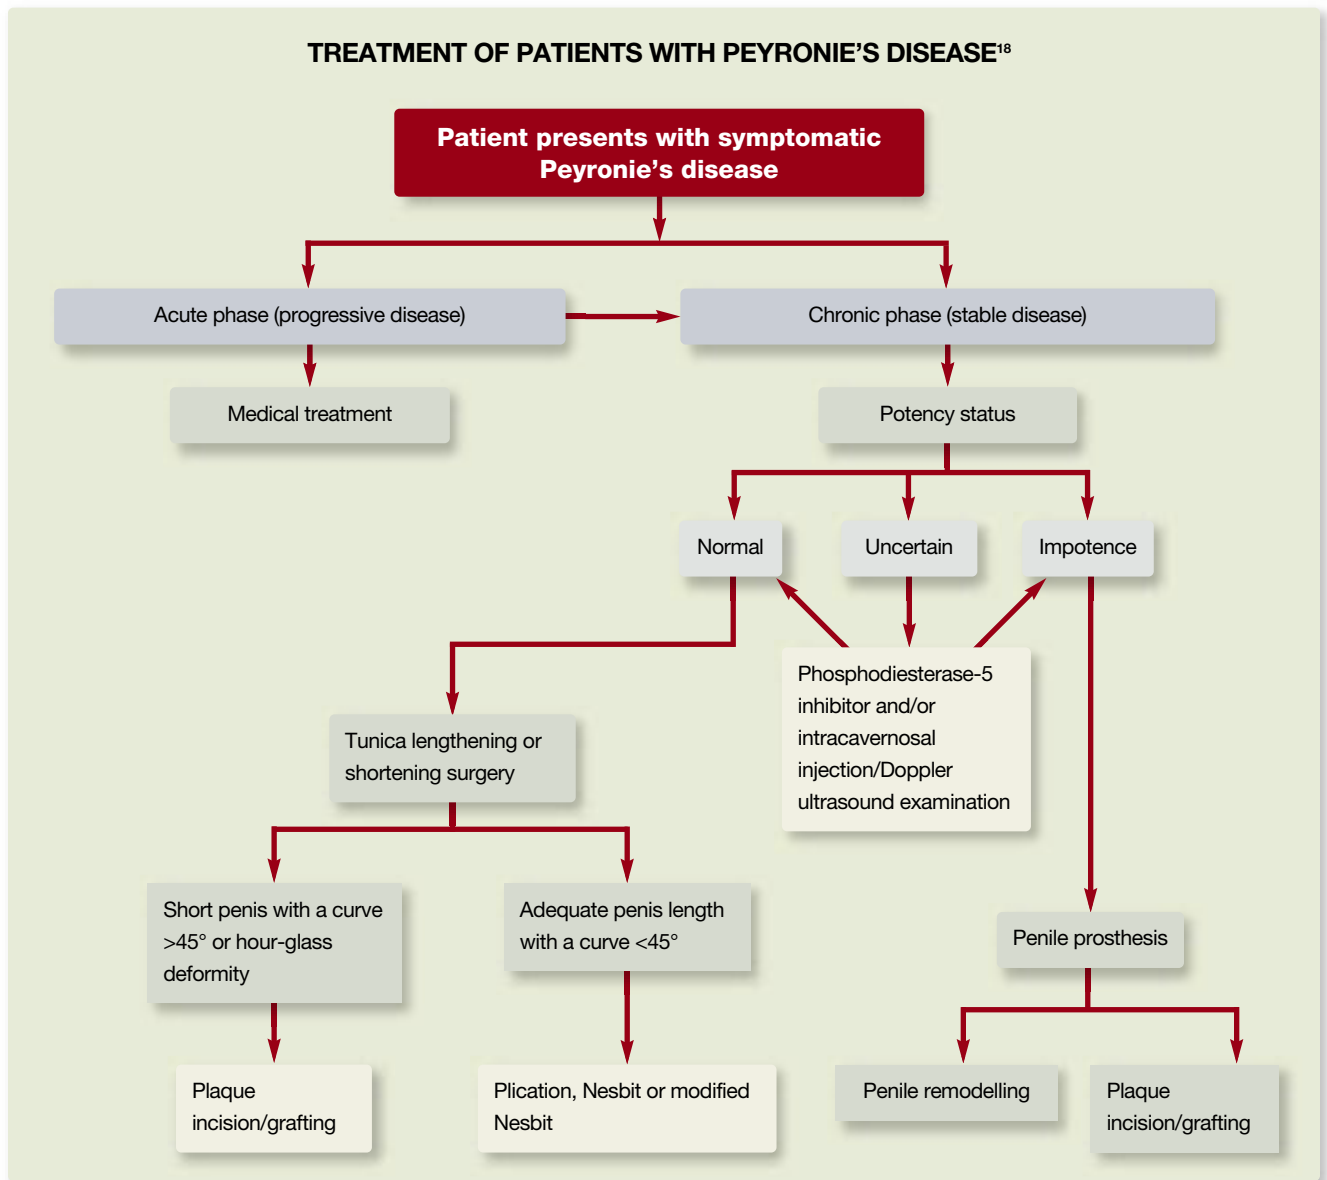 TREATMENT OF PATIENTS WITH PEYRONIE’S DISEASE¹⁸
Patient presents with symptomatic
Peyronie’s disease
Acute phase (progressive disease)
Chronic phase (stable disease)
Medical treatment
Potency status
Normal
Uncertain
Impotence
Phosphodiesterase-5
inhibitor and/or
intracavernosal
injection/Doppler
ultrasound examination
Tunica lengthening or
shortening surgery
Short penis with a curve
>45° or hour-glass
deformity
Adequate penis length
with a curve <45°
Penile prosthesis
Plaque
incision/grafting
Plication, Nesbit or modified
Nesbit
Penile remodelling
Plaque
incision/grafting